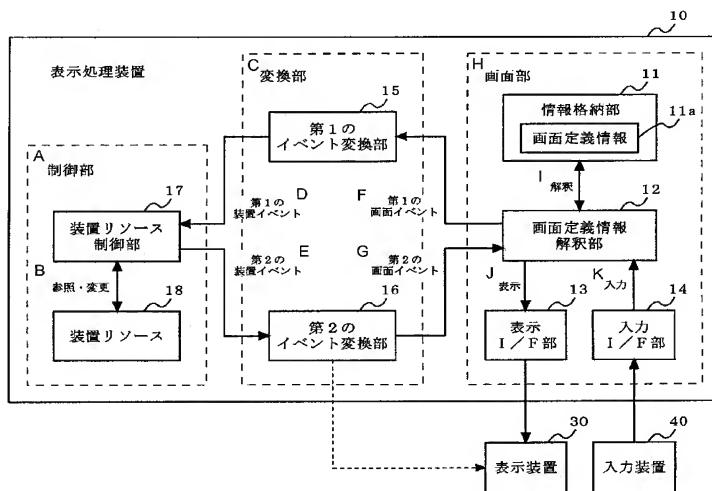 10
表示処理装置
C
変換部
H
画面部
15
11
第1の
イベント変換部
情報格納部
11a
画面定義情報
A
制御部
I
解釈
17
D
第1の
装置イベント
F
第1の
画面イベント
12
装置リソース
制御部
画面定義情報
解釈部
E
第2の
装置イベント
G
第2の
画面イベント
B
参照・変更
J
表示
K
入力
18
16
13
14
装置リソース
第2の
イベント変換部
表示
I/F部
入力
I/F部
30
40
表示装置
入力装置